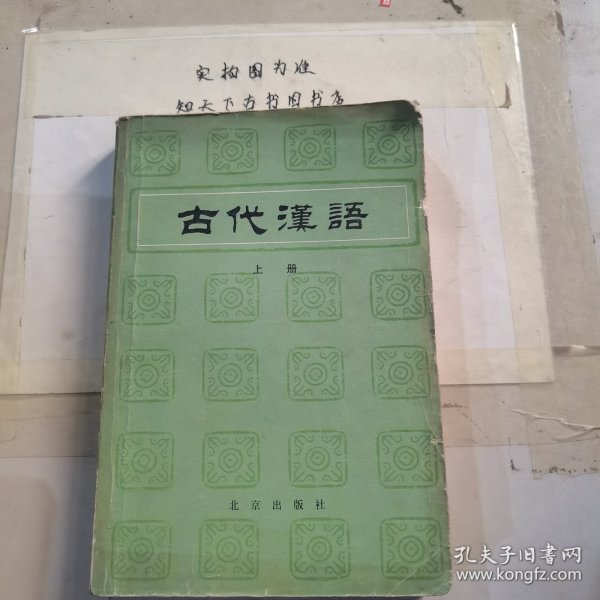 实物图为准
知天下古书旧书店
古代漢語
上册
北京出版社
孔夫子旧书网
www.kongfz.com